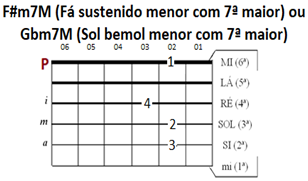 F#m7M (Fá sustenido menor com 7ª maior) ou
Gbm7M (Sol bemol menor com 7ª maior)
06 05 04 03 02 01
P 1 MI (6ª)
LÁ (5ª)
i 4 RÉ (4ª)
m 2 SOL (3ª)
a 3 SI (2ª)
mi (1ª)